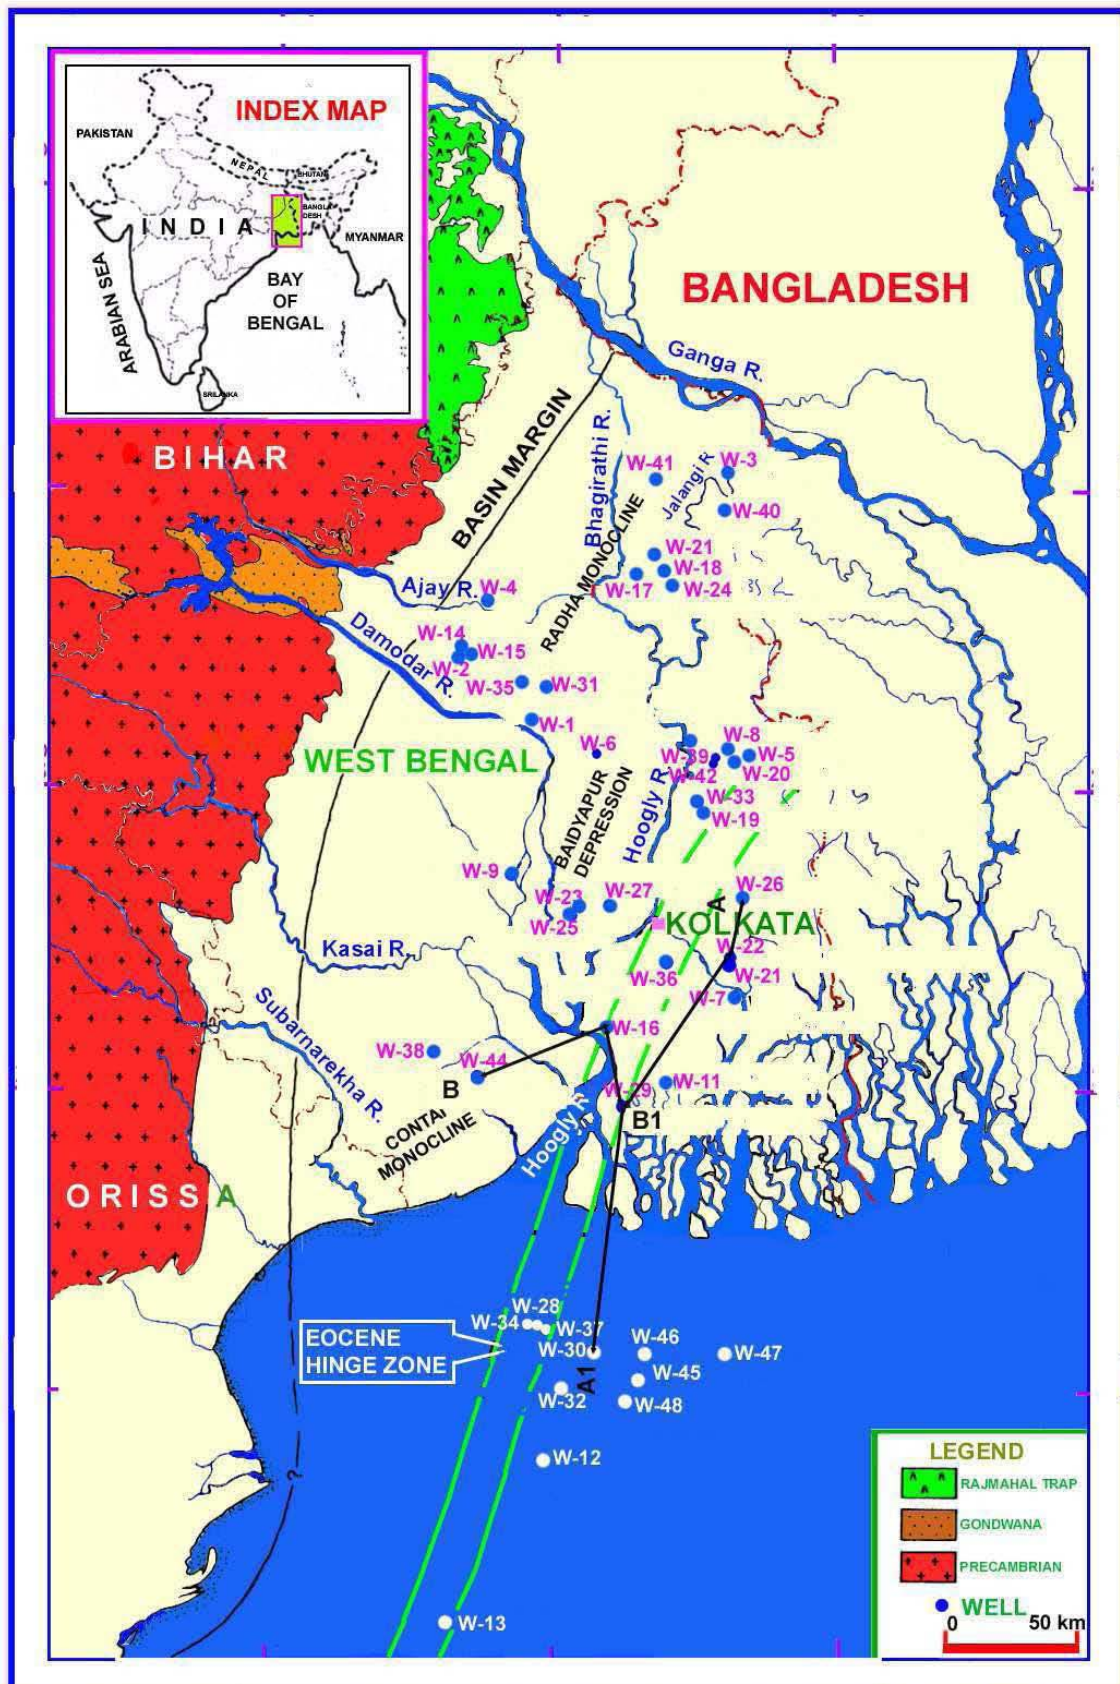 INDEX MAP
PAKISTAN
NEPAL
BHUTAN
BANGLA
DESH
INDIA
MYANMAR
ARABIAN SEA
BAY
OF
BENGAL
SRILANKA
BANGLADESH
Ganga R.
BIHAR
BASIN MARGIN
Bhagirathi R.
W-41
Jalangi R
W-3
W-40
RADHA MONOCLINE
W-21
W-18
W-17
W-24
Ajay R.
W-4
Damodar R.
W-14
W-15
W-2
W-35
W-31
W-1
W-6
WEST BENGAL
W-8
W-39
W-5
W-42
W-20
W-33
W-19
Hoogly R.
BAIDYAPUR
DEPRESSION
W-9
W-23
W-27
W-25
W-26
A
KOLKATA
W-22
W-36
W-21
W-7
Kasai R.
Subarnarekha R.
W-16
W-38
W-44
B
W-29
W-11
B1
CONTAI
MONOCLINE
Hoogly R.
ORISSA
W-28
W-34
W-37
W-30
W-46
W-47
EOCENE
HINGE ZONE
A1
W-45
W-32
W-48
W-12
?
W-13
LEGEND
RAJMAHAL TRAP
GONDWANA
PRECAMBRIAN
WELL
0 50 km